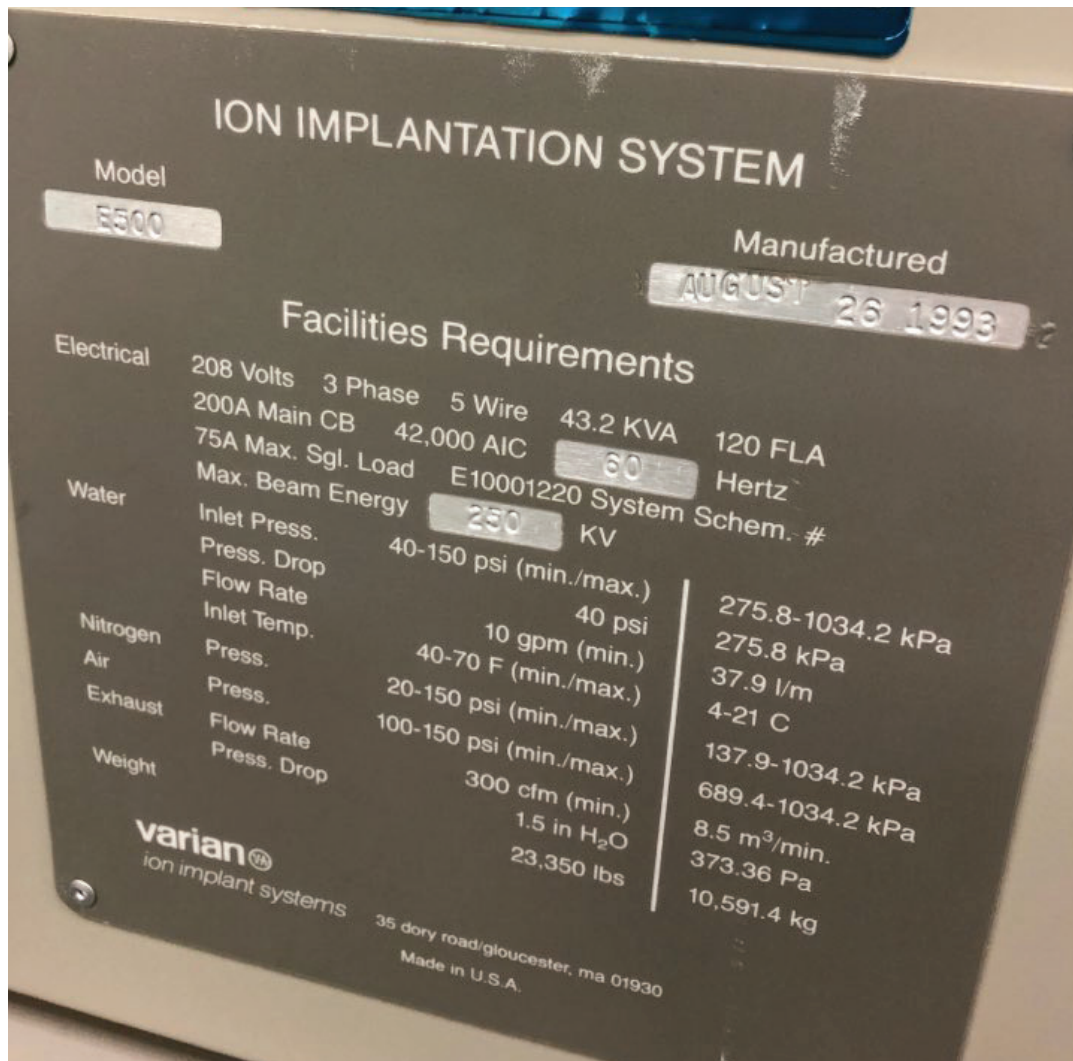 ION IMPLANTATION SYSTEM
Model
E500
Manufactured
AUGUST 26 1993
Facilities Requirements
Electrical 208 Volts 3 Phase 5 Wire 43.2 KVA 120 FLA
200A Main CB 42,000 AIC 60 Hertz
75A Max. Sgl. Load E10001220 System Schem. #
Max. Beam Energy 250 KV
Water Inlet Press. 40-150 psi (min./max.) 275.8-1034.2 kPa
Press. Drop 40 psi 275.8 kPa
Flow Rate 10 gpm (min.) 37.9 l/m
Inlet Temp. 40-70 F (min./max.) 4-21 C
Nitrogen Press. 20-150 psi (min./max.) 137.9-1034.2 kPa
Air Press. 100-150 psi (min./max.) 689.4-1034.2 kPa
Exhaust Flow Rate 300 cfm (min.) 8.5 m³/min.
Press. Drop 1.5 in H₂O 373.36 Pa
Weight 23,350 lbs 10,591.4 kg
varian
ion implant systems
35 dory road/gloucester, ma 01930
Made in U.S.A.